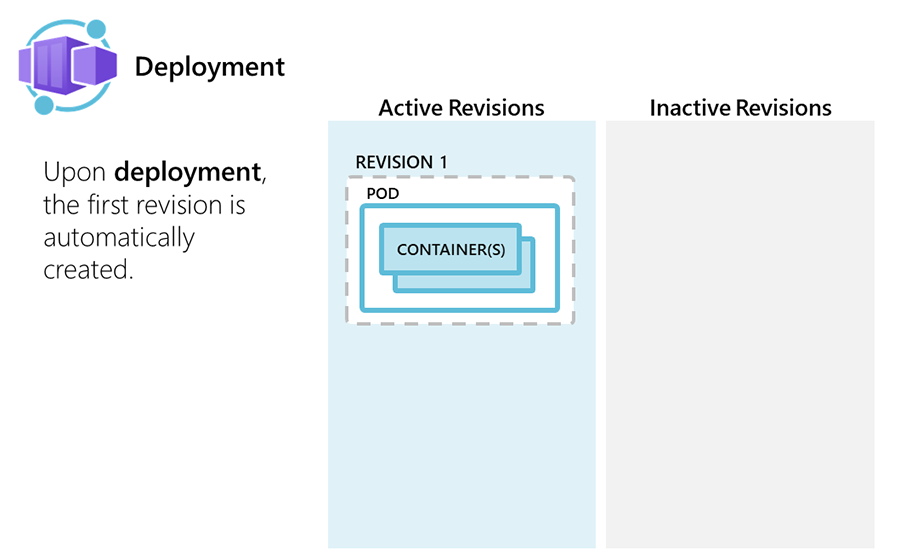 Deployment
Active Revisions
Inactive Revisions
Upon deployment,
the first revision is
automatically
created.
REVISION 1
POD
CONTAINER(S)